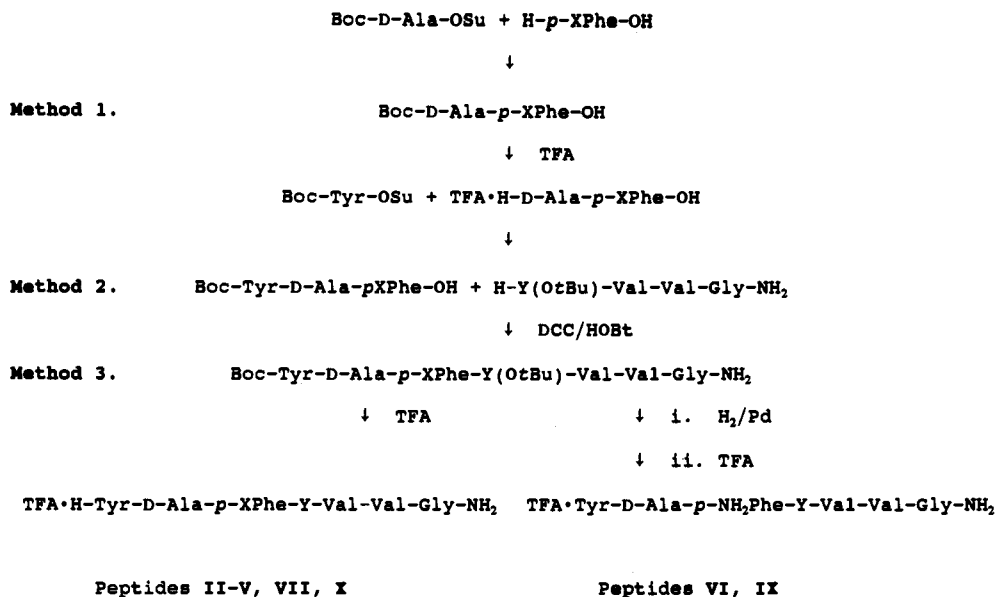 Boc-D-Ala-OSu + H-p-XPhe-OH
↓
Method 1. Boc-D-Ala-p-XPhe-OH
↓ TFA
Boc-Tyr-OSu + TFA•H-D-Ala-p-XPhe-OH
↓
Method 2. Boc-Tyr-D-Ala-pXPhe-OH + H-Y(OtBu)-Val-Val-Gly-NH₂
↓ DCC/HOBt
Method 3. Boc-Tyr-D-Ala-p-XPhe-Y(OtBu)-Val-Val-Gly-NH₂
↓ TFA ↓ i. H₂/Pd
↓ ii. TFA
TFA•H-Tyr-D-Ala-p-XPhe-Y-Val-Val-Gly-NH₂ TFA•Tyr-D-Ala-p-NH₂Phe-Y-Val-Val-Gly-NH₂
Peptides II-V, VII, X Peptides VI, IX